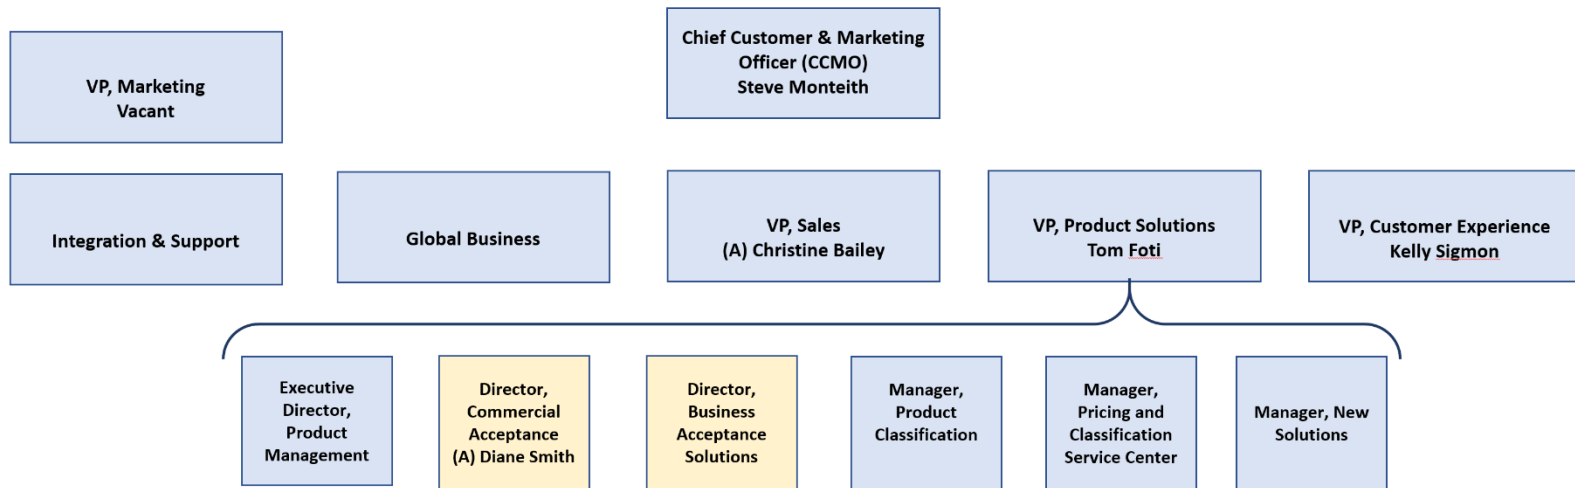 Chief Customer & Marketing
Officer (CCMO)
Steve Monteith
VP, Marketing
Vacant
Integration & Support
Global Business
VP, Sales
(A) Christine Bailey
VP, Product Solutions
Tom Foti
VP, Customer Experience
Kelly Sigmon
Executive
Director,
Product
Management
Director,
Commercial
Acceptance
(A) Diane Smith
Director,
Business
Acceptance
Solutions
Manager,
Product
Classification
Manager,
Pricing and
Classification
Service Center
Manager, New
Solutions